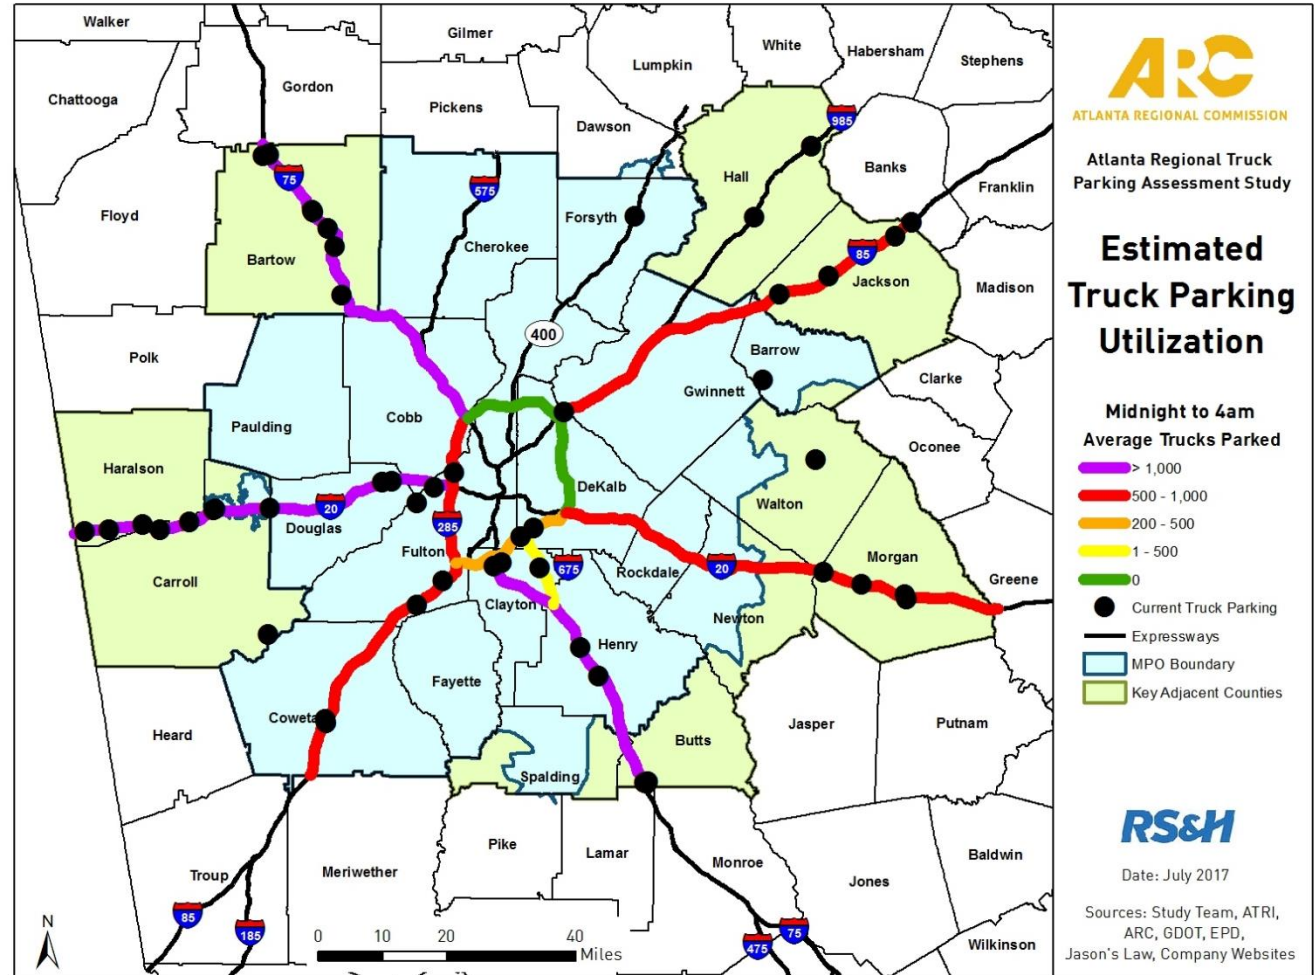 Walker
Gilmer
White
Habersham
Stephens
Lumpkin
Chattooga
Gordon
Pickens
Dawson
985
Banks
Franklin
75
575
Hall
Floyd
Forsyth
Bartow
Cherokee
85
Jackson
Madison
400
Polk
Barrow
Clarke
Gwinnett
Cobb
Paulding
Oconee
Haralson
DeKalb
Walton
20
Douglas
285
Fulton
Morgan
Carroll
675
Rockdale
20
Greene
Clayton
Newton
Henry
Fayette
Coweta
Heard
Jasper
Putnam
Butts
Spalding
Pike
Lamar
Monroe
Baldwin
Troup
Meriwether
Jones
85
185
75
475
Wilkinson
N
0 10 20 40
Miles
ARC
ATLANTA REGIONAL COMMISSION
Atlanta Regional Truck
Parking Assessment Study
Estimated
Truck Parking
Utilization
Midnight to 4am
Average Trucks Parked
> 1,000
500 - 1,000
200 - 500
1 - 500
0
Current Truck Parking
Expressways
MPO Boundary
Key Adjacent Counties
RS&H
Date: July 2017
Sources: Study Team, ATRI,
ARC, GDOT, EPD,
Jason's Law, Company Websites